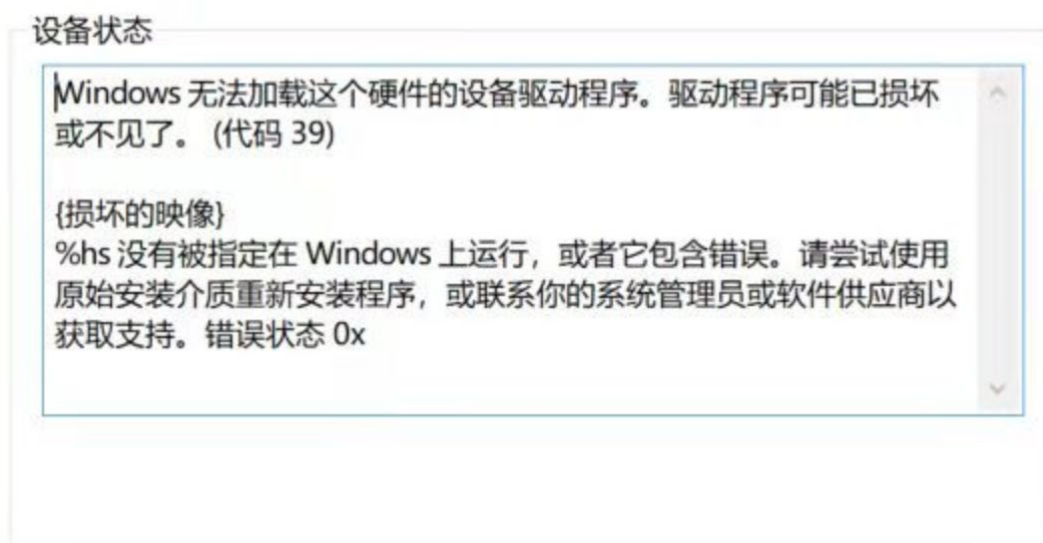 设备状态
Windows 无法加载这个硬件的设备驱动程序。驱动程序可能已损坏
或不见了。 (代码 39)
{损坏的映像}
%hs 没有被指定在 Windows 上运行，或者它包含错误。请尝试使用
原始安装介质重新安装程序，或联系你的系统管理员或软件供应商以
获取支持。错误状态 0x